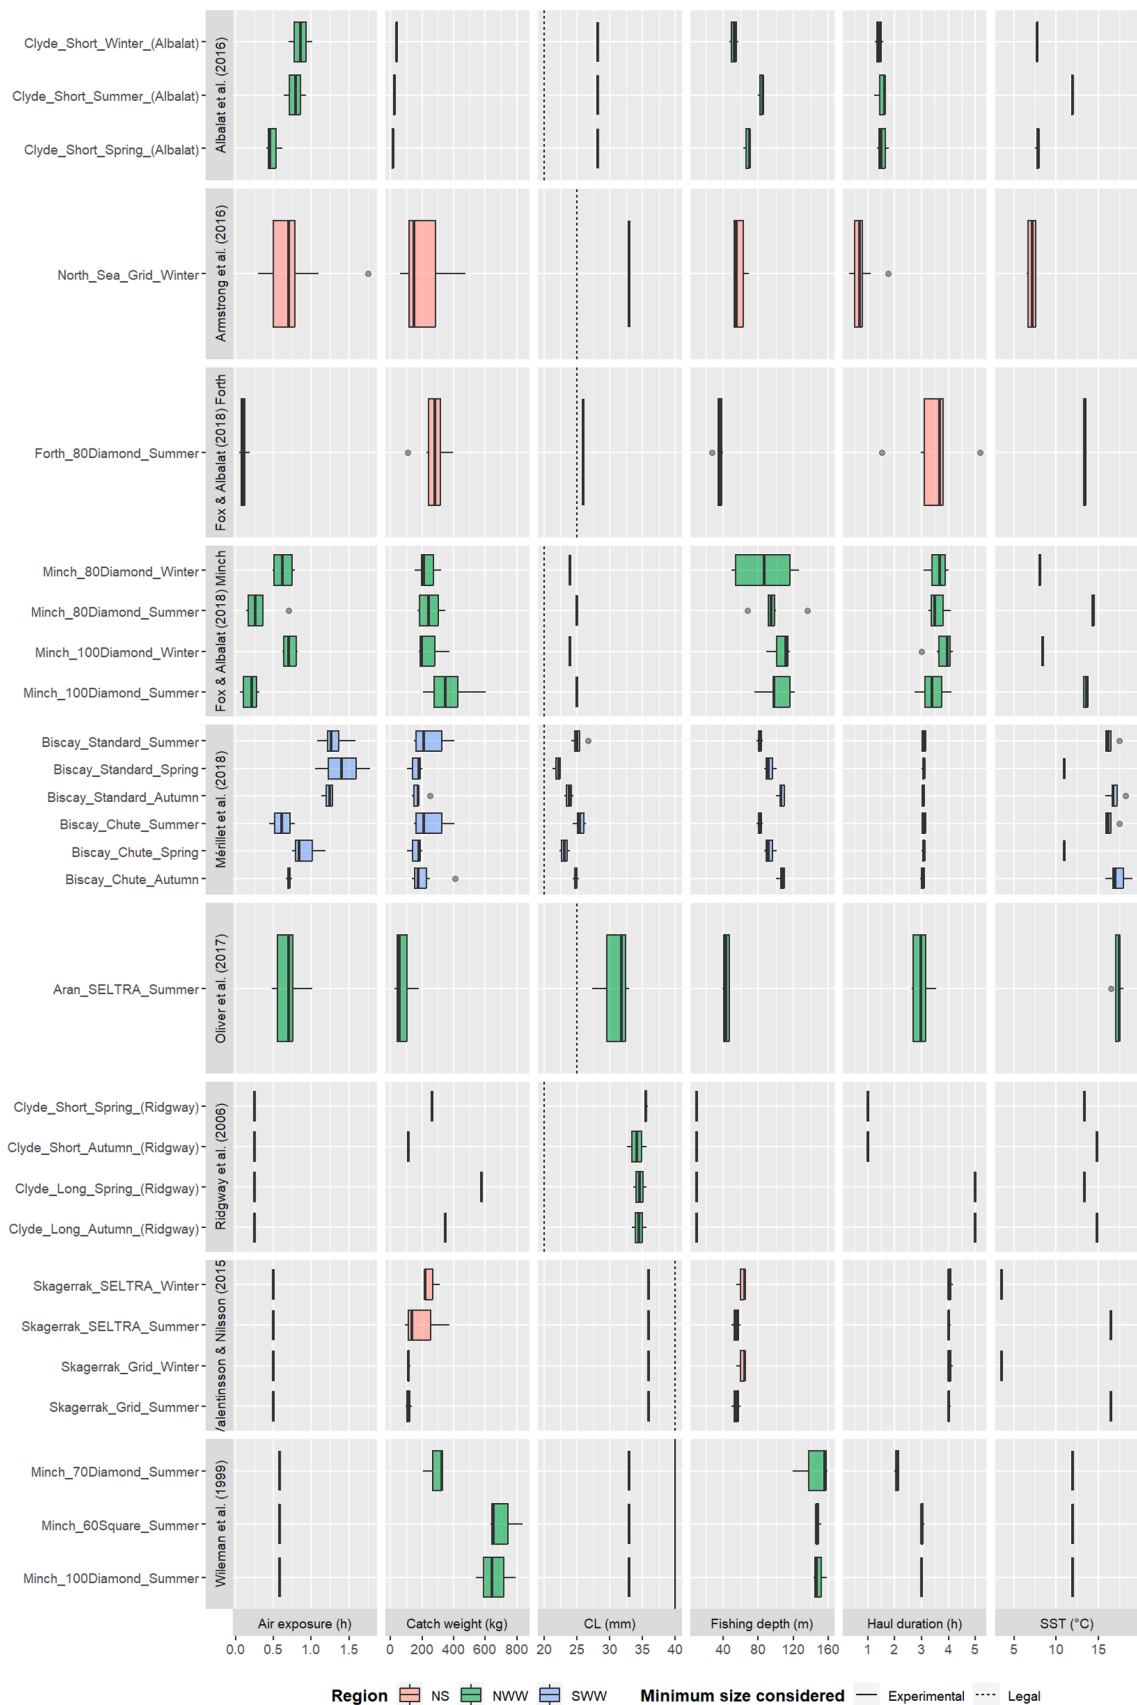 Clyde_Short_Winter_(Albalat)
Clyde_Short_Summer_(Albalat)
Clyde_Short_Spring_(Albalat)
Albalat et al. (2016)
North_Sea_Grid_Winter
Armstrong et al. (2016)
Forth_80Diamond_Summer
Fox & Albalat (2018) Forth
Minch_80Diamond_Winter
Minch_80Diamond_Summer
Minch_100Diamond_Winter
Minch_100Diamond_Summer
Fox & Albalat (2018) Minch
Biscay_Standard_Summer
Biscay_Standard_Spring
Biscay_Standard_Autumn
Biscay_Chute_Summer
Biscay_Chute_Spring
Biscay_Chute_Autumn
Mérillet et al. (2018)
Aran_SELTRA_Summer
Oliver et al. (2017)
Clyde_Short_Spring_(Ridgway)
Clyde_Short_Autumn_(Ridgway)
Clyde_Long_Spring_(Ridgway)
Clyde_Long_Autumn_(Ridgway)
Ridgway et al. (2006)
Skagerrak_SELTRA_Winter
Skagerrak_SELTRA_Summer
Skagerrak_Grid_Winter
Skagerrak_Grid_Summer
/alentinsson & Nilsson (2015
Minch_70Diamond_Summer
Minch_60Square_Summer
Minch_100Diamond_Summer
Wileman et al. (1999)
Air exposure (h) Catch weight (kg) CL (mm) Fishing depth (m) Haul duration (h) SST (°C)
0.0 0.5 1.0 1.5 0 200 400 600 800 20 25 30 35 40 0 40 80 120 160 1 2 3 4 5 5 10 15
Region NS NWW SWW Minimum size considered Experimental Legal